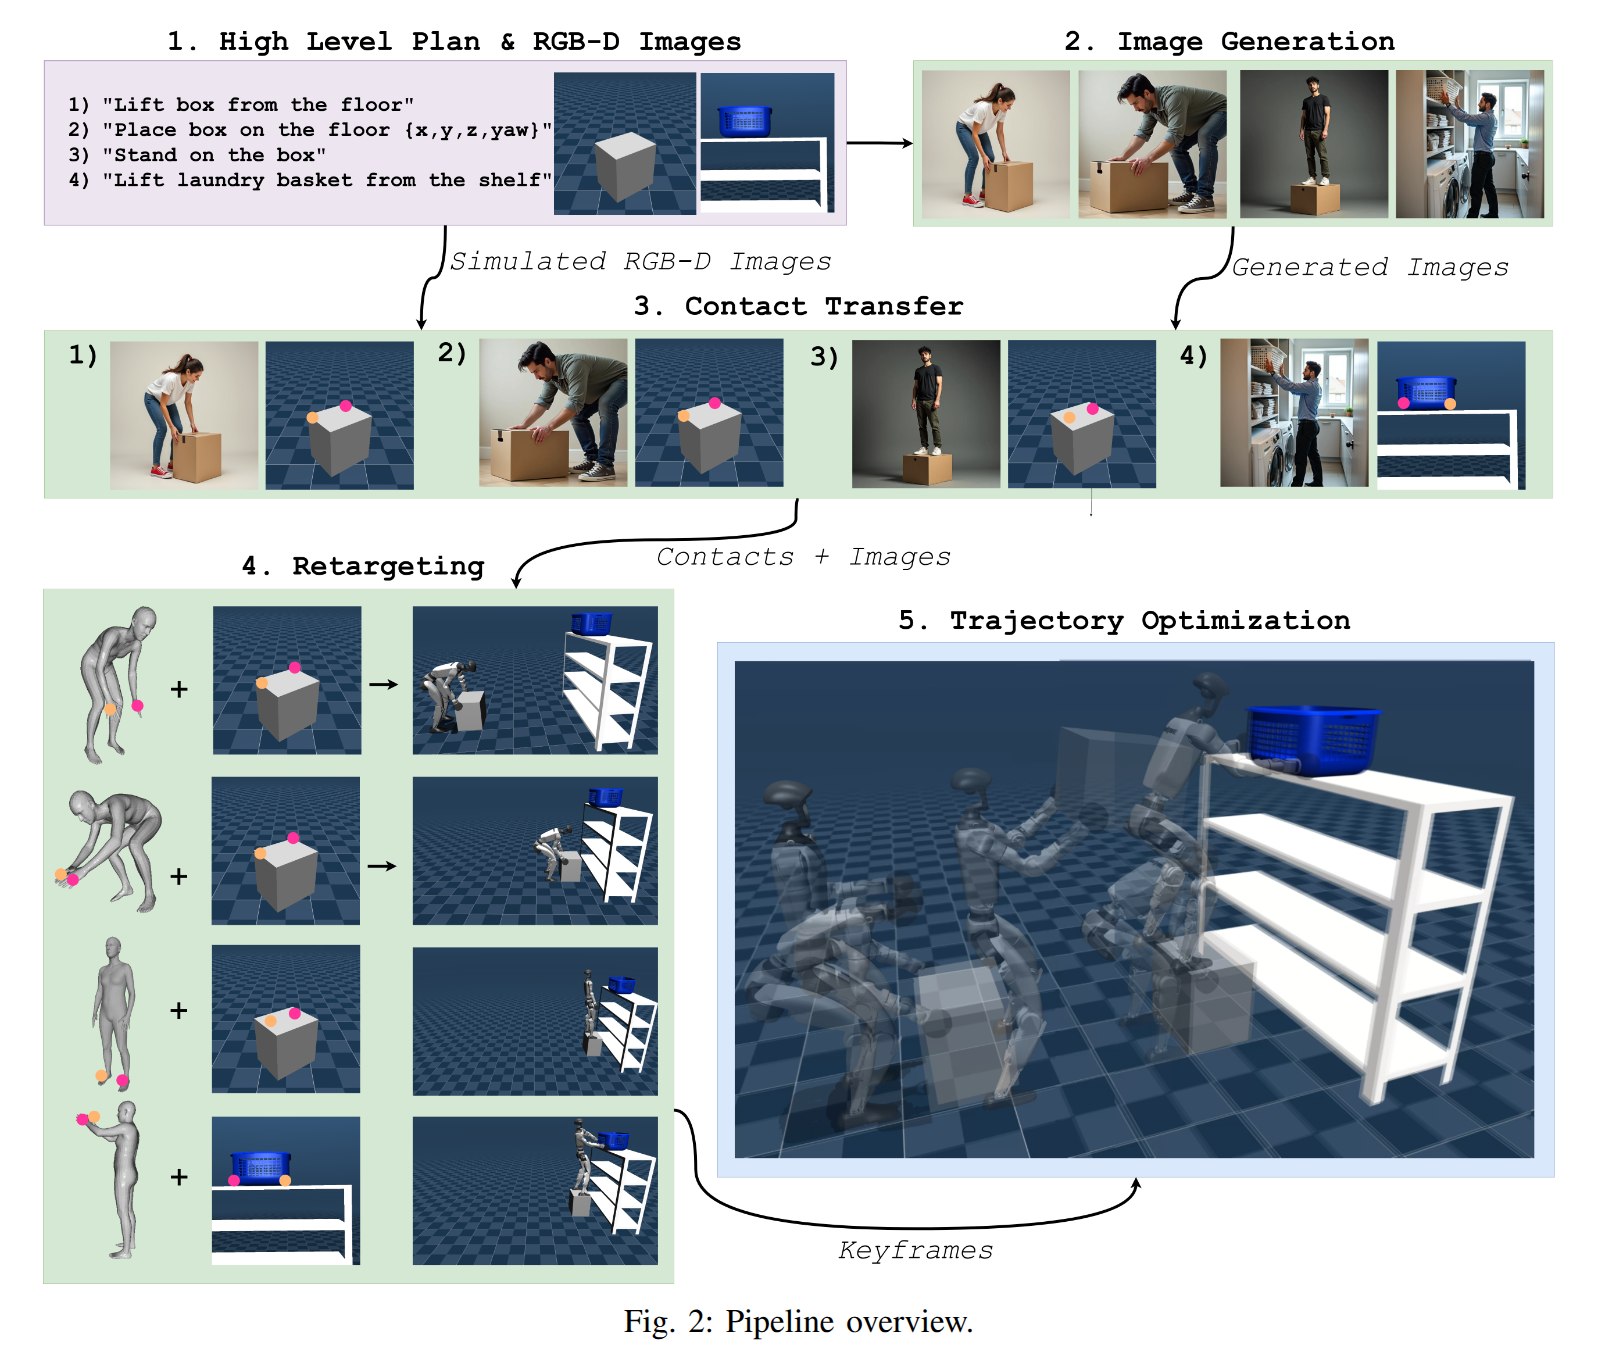 1. High Level Plan & RGB-D Images
1) "Lift box from the floor"
2) "Place box on the floor {x,y,z,yaw}"
3) "Stand on the box"
4) "Lift laundry basket from the shelf"
2. Image Generation
Simulated RGB-D Images
Generated Images
3. Contact Transfer
1)
2)
3)
4)
Contacts + Images
4. Retargeting
+
+
+
+
5. Trajectory Optimization
Keyframes
Fig. 2: Pipeline overview.